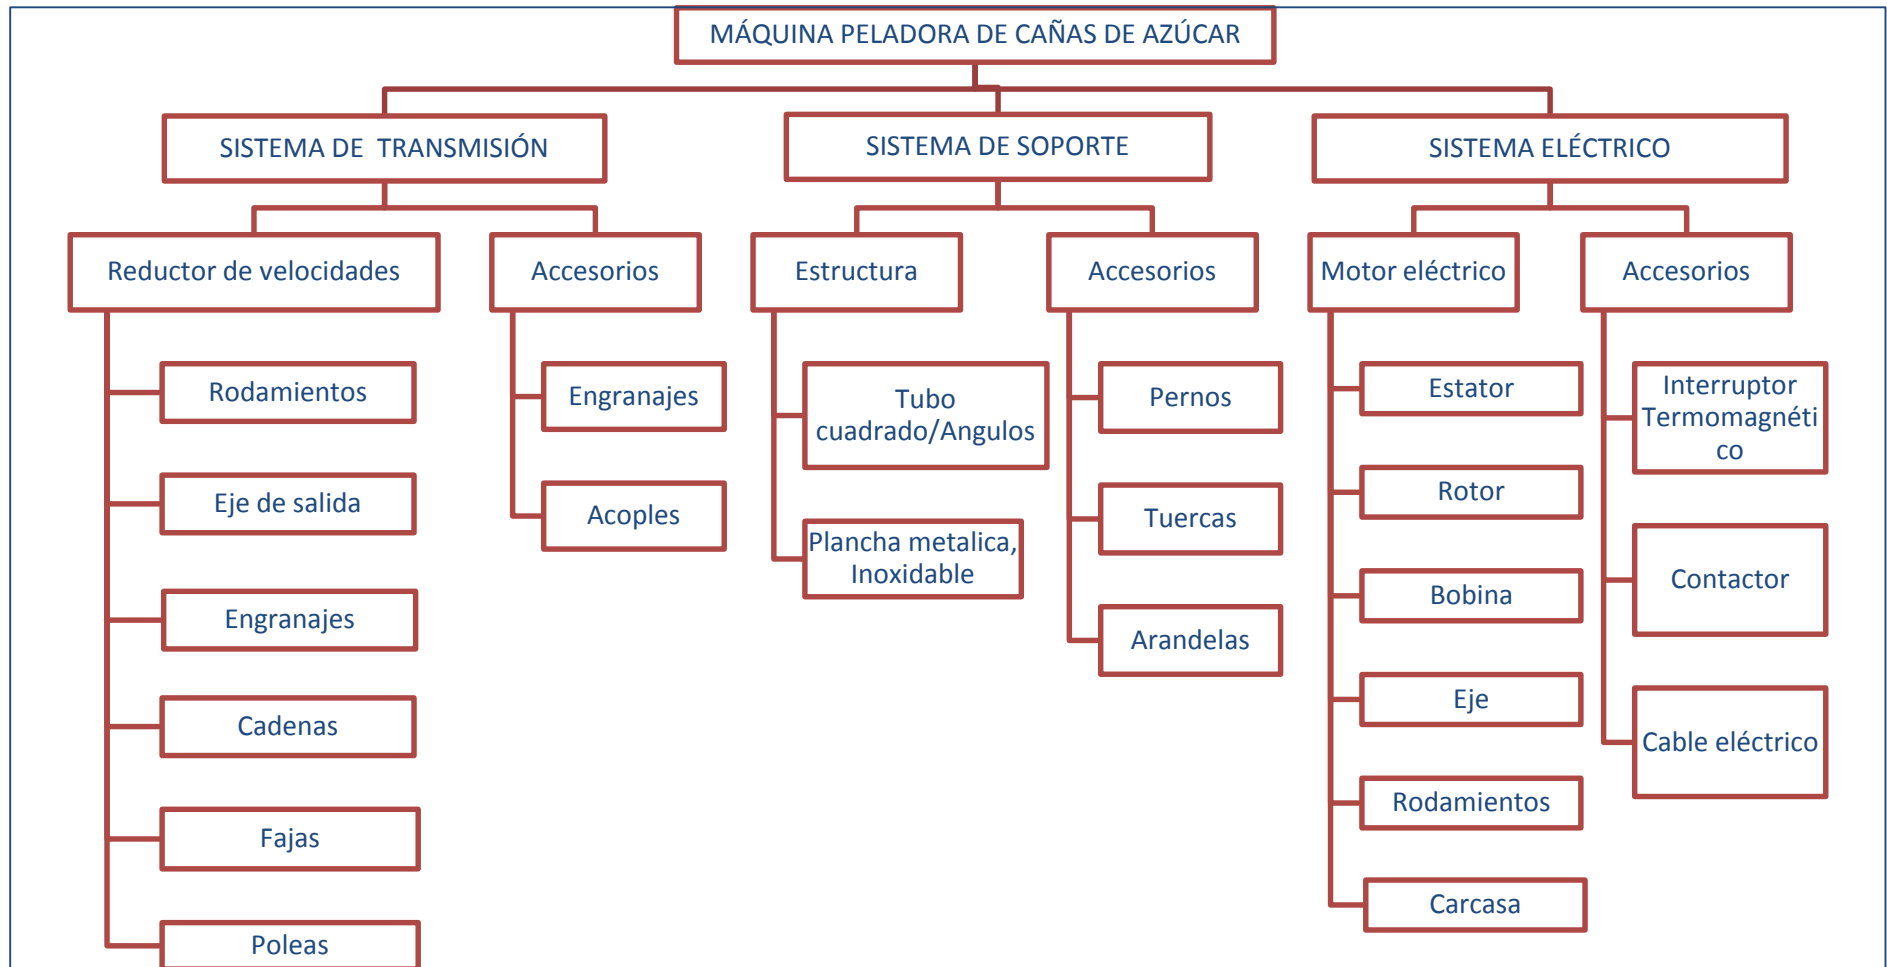 MÁQUINA PELADORA DE CAÑAS DE AZÚCAR
SISTEMA DE TRANSMISIÓN
SISTEMA DE SOPORTE
SISTEMA ELÉCTRICO
Reductor de velocidades
Accesorios
Estructura
Accesorios
Motor eléctrico
Accesorios
Rodamientos
Eje de salida
Engranajes
Cadenas
Fajas
Poleas
Engranajes
Acoples
Tubo
cuadrado/Angulos
Plancha metalica,
Inoxidable
Pernos
Tuercas
Arandelas
Estator
Rotor
Bobina
Eje
Rodamientos
Carcasa
Interruptor
Termomagnéti
co
Contactor
Cable eléctrico